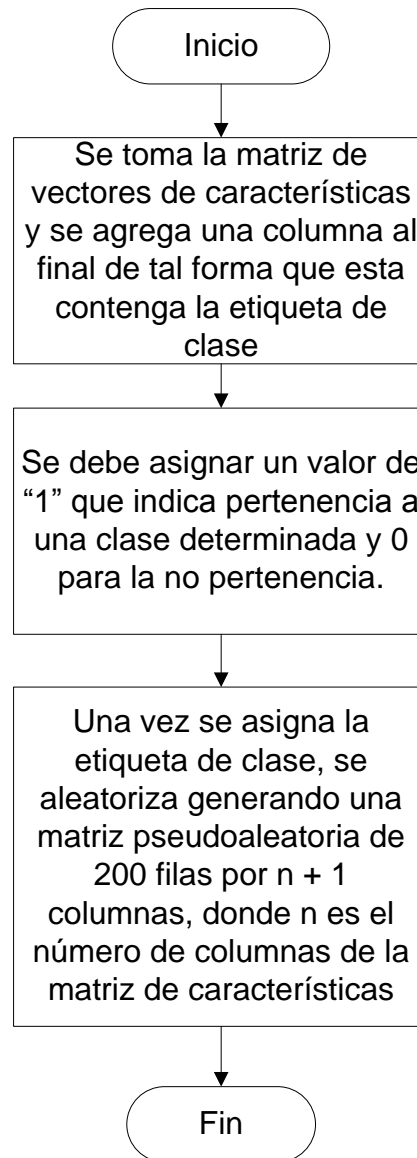 Inicio
Se toma la matriz de
vectores de características
y se agrega una columna al
final de tal forma que esta
contenga la etiqueta de
clase
Se debe asignar un valor de
“1” que indica pertenencia a
una clase determinada y 0
para la no pertenencia.
Una vez se asigna la
etiqueta de clase, se
aleatoriza generando una
matriz pseudoaleatoria de
200 filas por n + 1
columnas, donde n es el
número de columnas de la
matriz de características
Fin